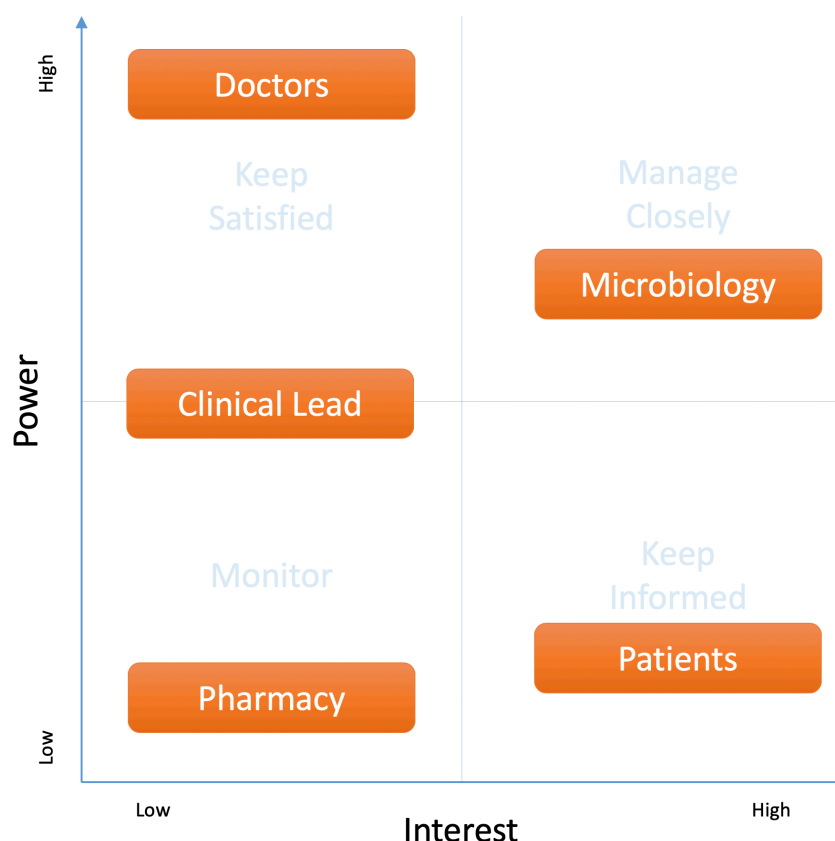 High
Doctors
Keep
Satisfied
Manage
Closely
Microbiology
Power
Clinical Lead
Monitor
Keep
Informed
Patients
Pharmacy
Low
Low
High
Interest